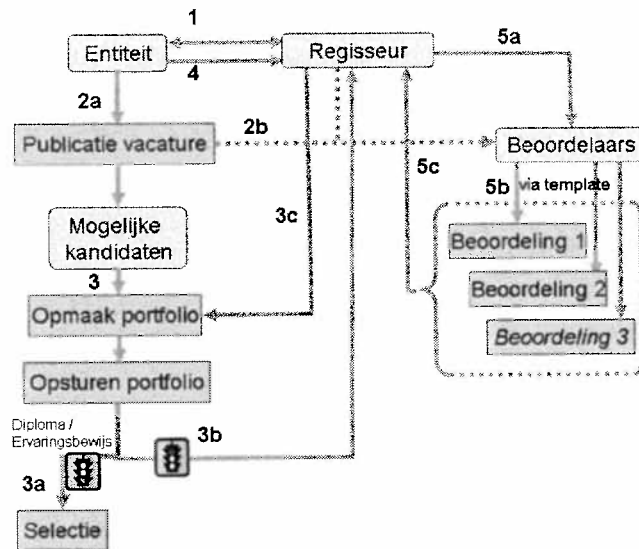 1
Entiteit
Regisseur
5a
4
2a
Publicatie vacature
2b
Beoordelaars
5c
5b
via template
Mogelijke
kandidaten
3c
Beoordeling 1
3
Beoordeling 2
Opmaak portfolio
Beoordeling 3
Opsturen portfolio
Diploma /
Ervaringsbewijs
3b
3a
Selectie